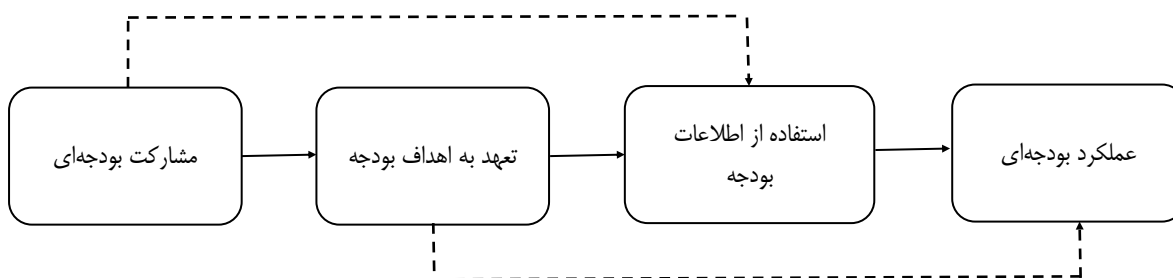 مشارکت بودجه‌ای
تعهد به اهداف بودجه
استفاده از اطلاعات
بودجه
عملکرد بودجه‌ای